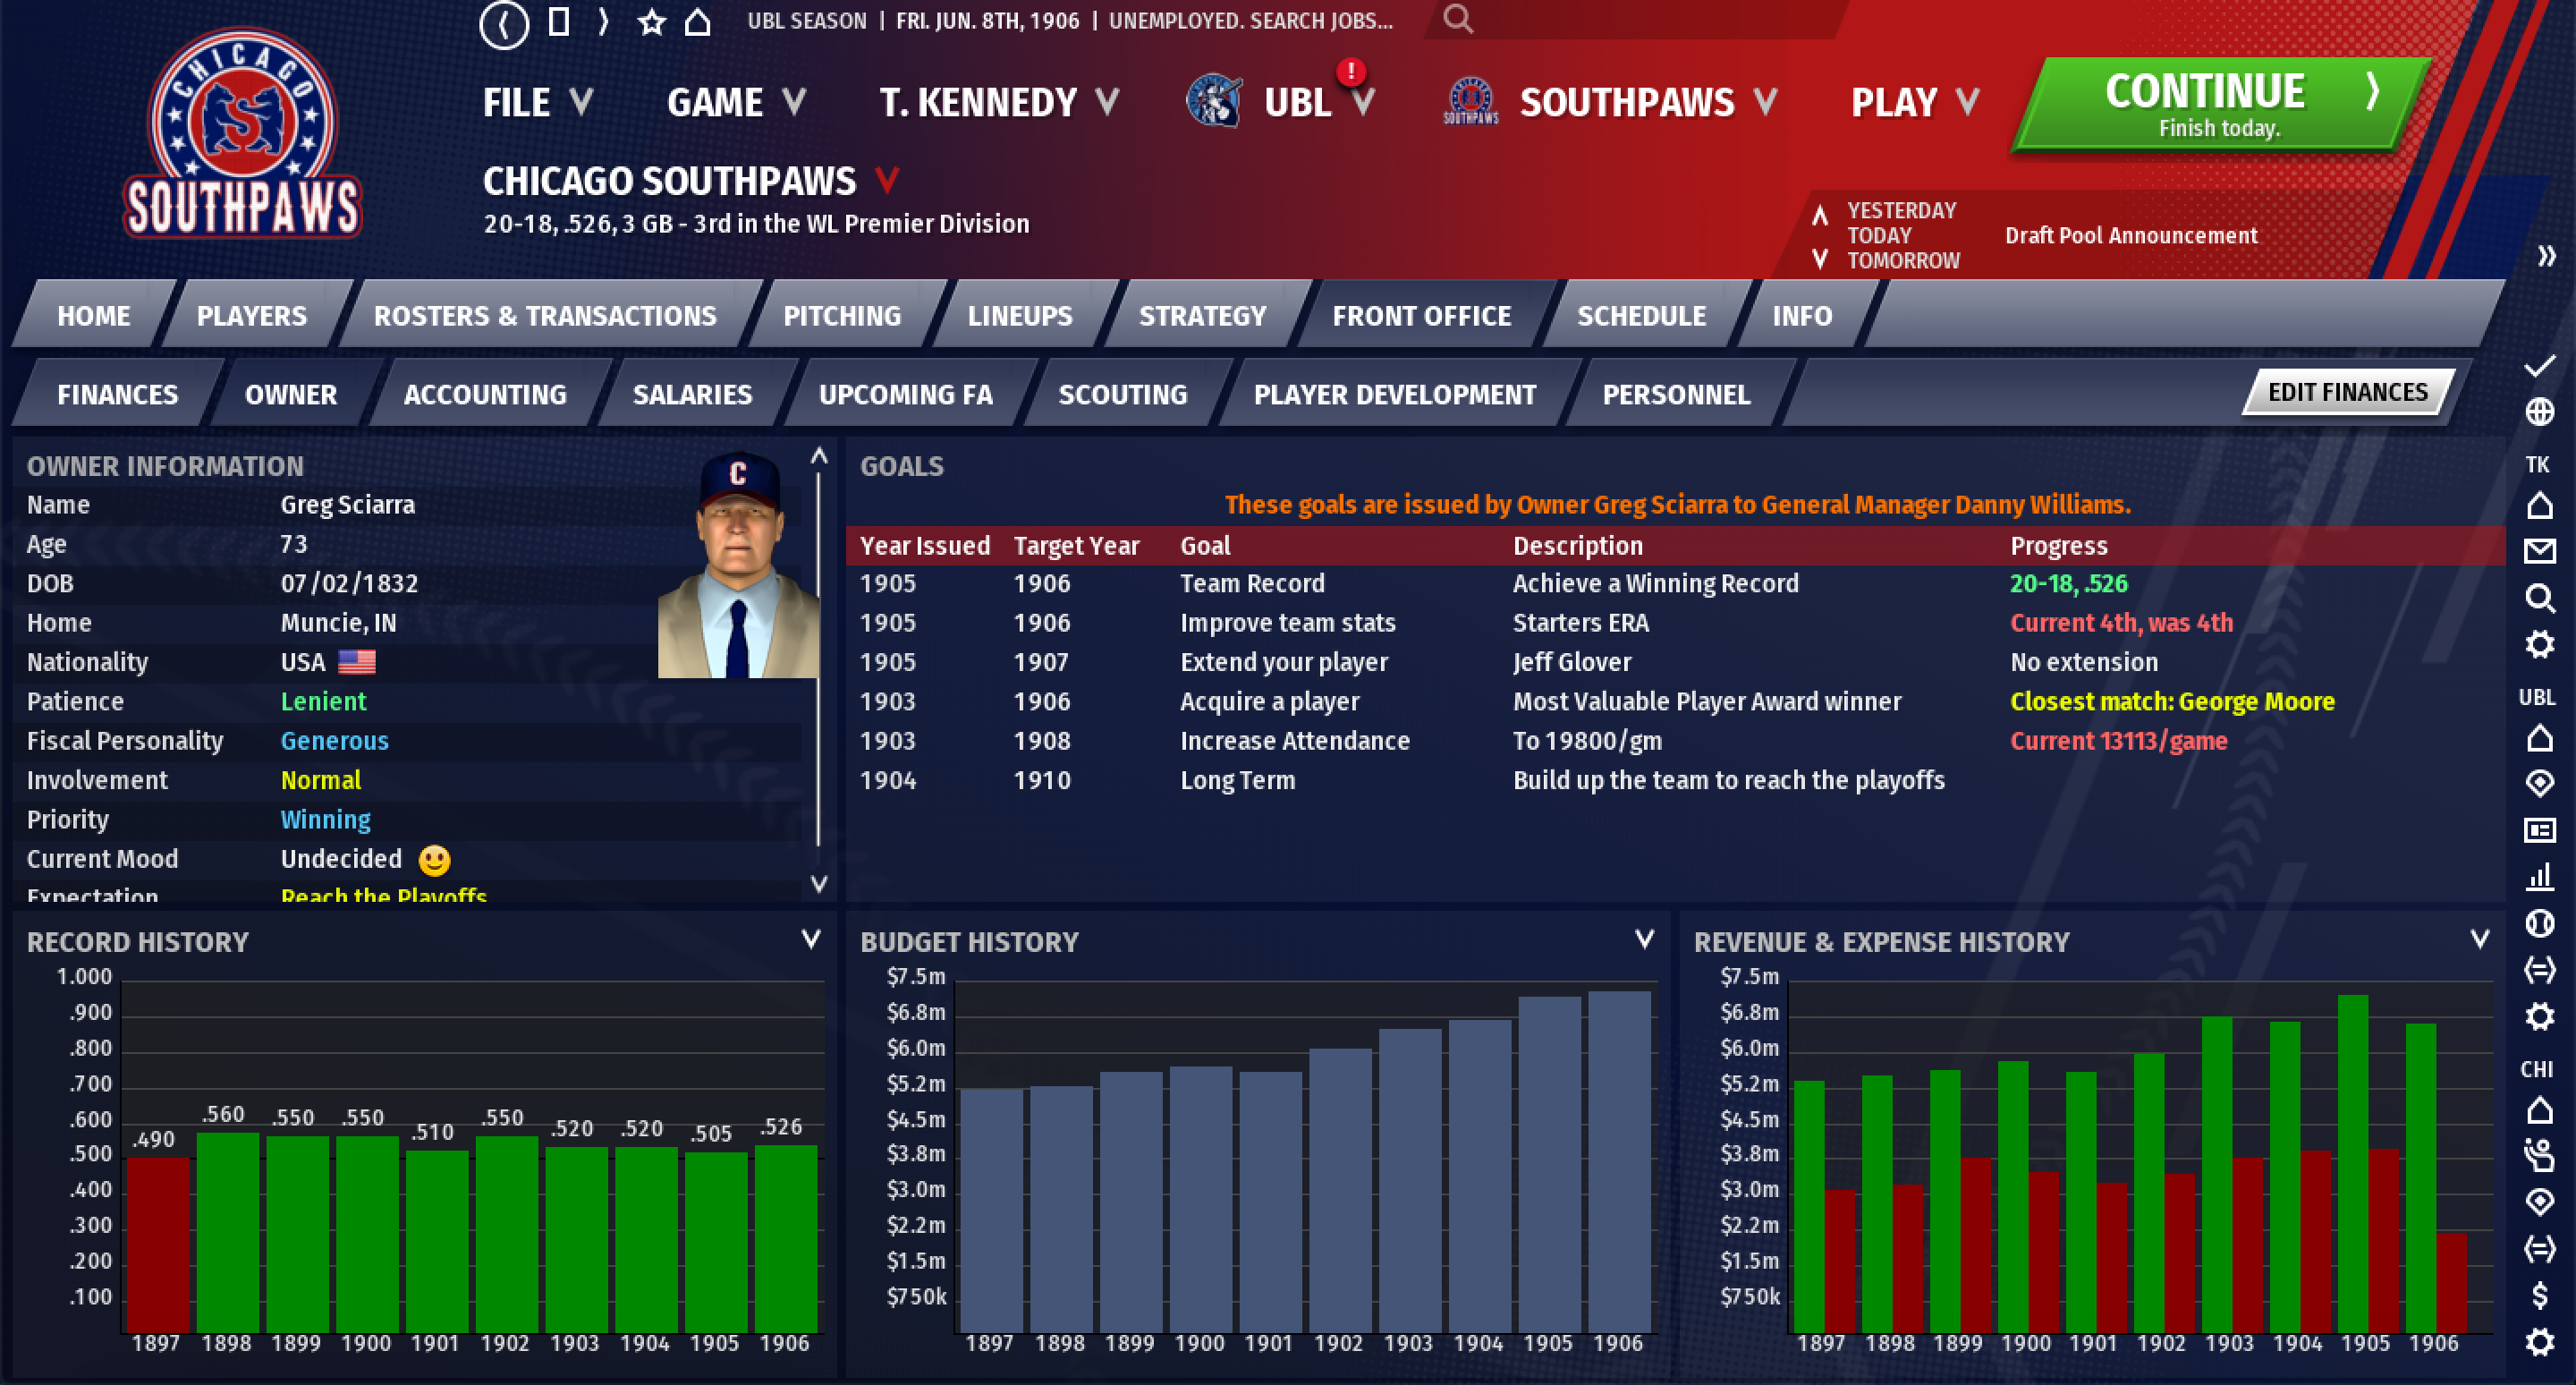 CHICAGO
S
SOUTHPAWS
UBL SEASON | FRI. JUN. 8TH, 1906 | UNEMPLOYED. SEARCH JOBS...
FILE GAME T. KENNEDY UBL ! SOUTHPAWS SOUTHPAWS PLAY
CONTINUE
Finish today.
CHICAGO SOUTHPAWS
20-18, .526, 3 GB - 3rd in the WL Premier Division
YESTERDAY
TODAY Draft Pool Announcement
TOMORROW
HOME PLAYERS ROSTERS & TRANSACTIONS PITCHING LINEUPS STRATEGY FRONT OFFICE SCHEDULE INFO
FINANCES OWNER ACCOUNTING SALARIES UPCOMING FA SCOUTING PLAYER DEVELOPMENT PERSONNEL EDIT FINANCES
OWNER INFORMATION
Name Greg Sciarra
Age 73
DOB 07/02/1832
Home Muncie, IN
Nationality USA
Patience Lenient
Fiscal Personality Generous
Involvement Normal
Priority Winning
Current Mood Undecided
Expectation Reach the Playoffs
C
GOALS
These goals are issued by Owner Greg Sciarra to General Manager Danny Williams.
Year Issued Target Year Goal Description Progress
1905 1906 Team Record Achieve a Winning Record 20-18, .526
1905 1906 Improve team stats Starters ERA Current 4th, was 4th
1905 1907 Extend your player Jeff Glover No extension
1903 1906 Acquire a player Most Valuable Player Award winner Closest match: George Moore
1903 1908 Increase Attendance To 19800/gm Current 13113/game
1904 1910 Long Term Build up the team to reach the playoffs
RECORD HISTORY
1.000
.900
.800
.700
.600
.500
.400
.300
.200
.100
.490 .560 .550 .550 .510 .550 .520 .520 .505 .526
1897 1898 1899 1900 1901 1902 1903 1904 1905 1906
BUDGET HISTORY
$7.5m
$6.8m
$6.0m
$5.2m
$4.5m
$3.8m
$3.0m
$2.2m
$1.5m
$750k
1897 1898 1899 1900 1901 1902 1903 1904 1905 1906
REVENUE & EXPENSE HISTORY
$7.5m
$6.8m
$6.0m
$5.2m
$4.5m
$3.8m
$3.0m
$2.2m
$1.5m
$750k
1897 1898 1899 1900 1901 1902 1903 1904 1905 1906
TK
UBL
CHI
$